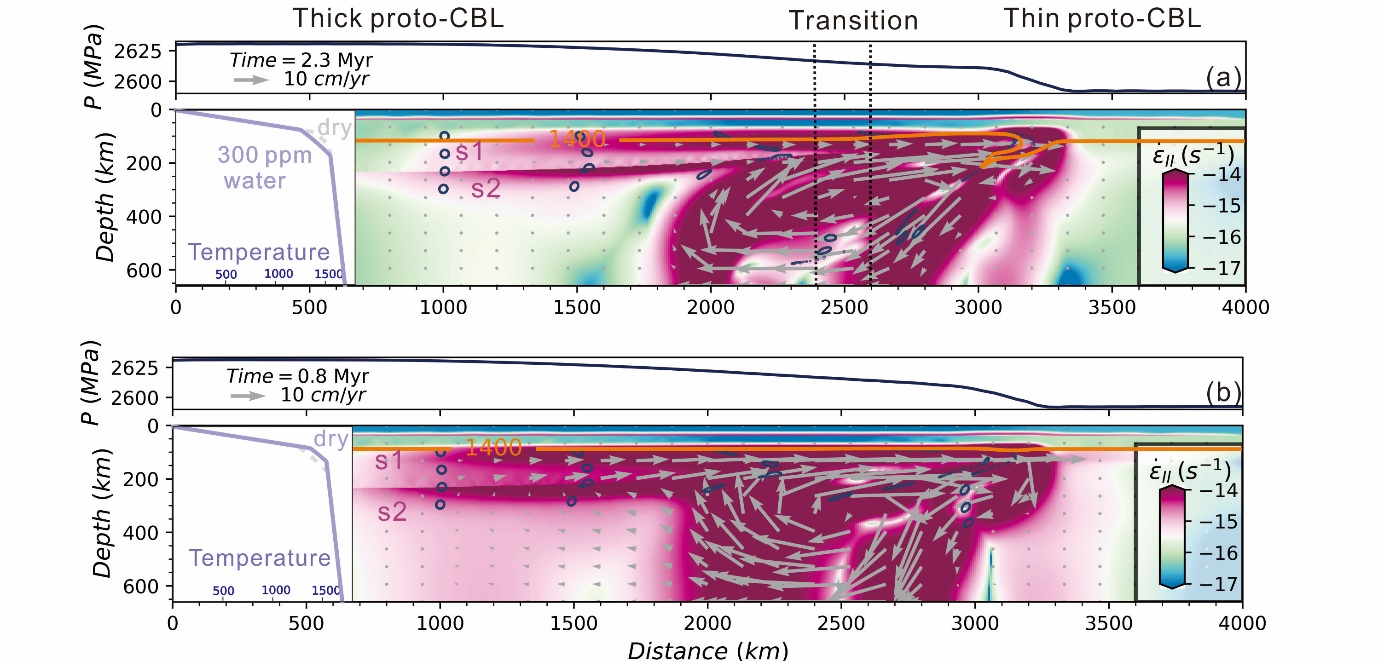 Thick proto-CBL
Transition
Thin proto-CBL
P (MPa)
2625
2600
Time = 2.3 Myr
10 cm/yr
(a)
Depth (km)
0
200
400
600
dry
300 ppm
water
Temperature
500 1000 1500
1400
s1
s2
ε̇II (s⁻¹)
−14
−15
−16
−17
0 500 1000 1500 2000 2500 3000 3500 4000
P (MPa)
2625
2600
Time = 0.8 Myr
10 cm/yr
(b)
Depth (km)
0
200
400
600
dry
Temperature
500 1000 1500
1400
s1
s2
ε̇II (s⁻¹)
−14
−15
−16
−17
0 500 1000 1500 2000 2500 3000 3500 4000
Distance (km)